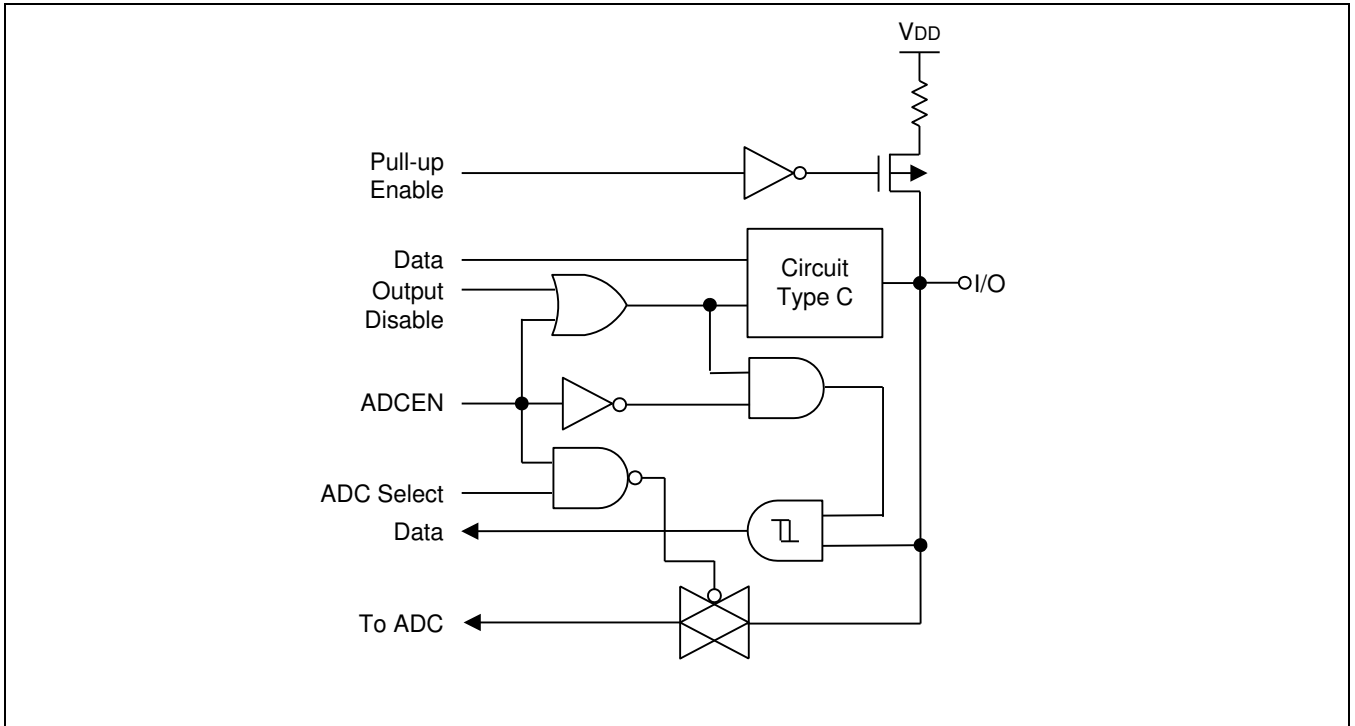 VDD
Pull-up
Enable
Data
Output
Disable
Circuit
Type C
I/O
ADCEN
ADC Select
Data
To ADC